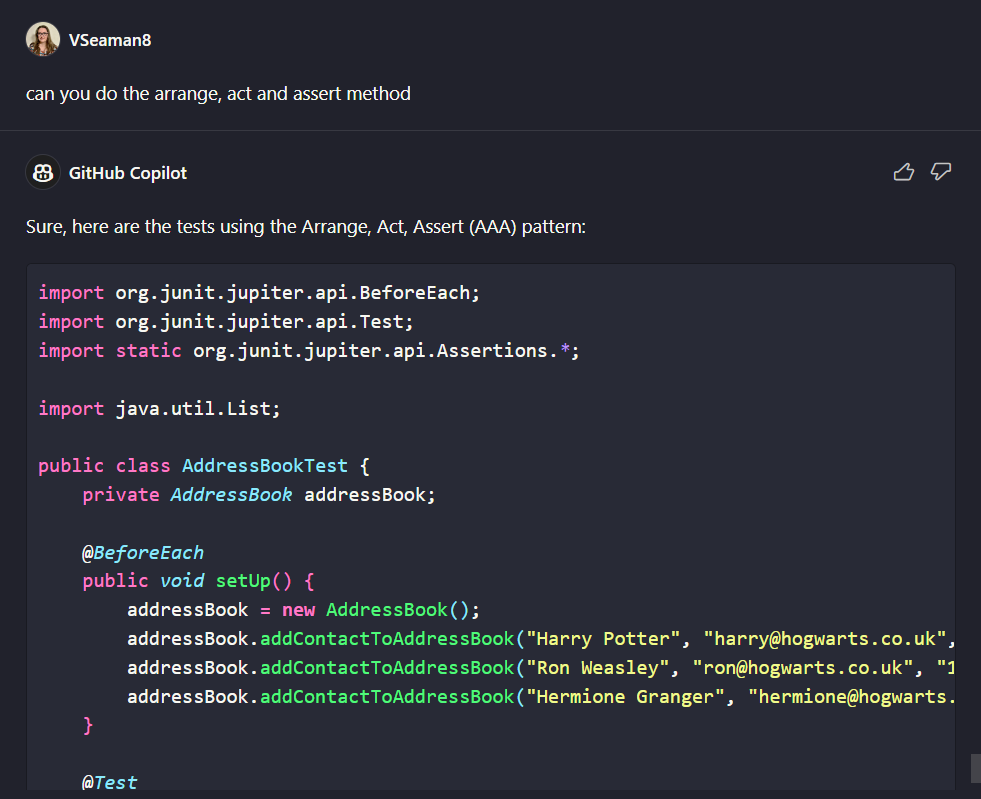 VSeaman8
can you do the arrange, act and assert method
GitHub Copilot
Sure, here are the tests using the Arrange, Act, Assert (AAA) pattern:
import org.junit.jupiter.api.BeforeEach;
import org.junit.jupiter.api.Test;
import static org.junit.jupiter.api.Assertions.*;
import java.util.List;
public class AddressBookTest {
private AddressBook addressBook;
@BeforeEach
public void setUp() {
addressBook = new AddressBook();
addressBook.addContactToAddressBook("Harry Potter", "harry@hogwarts.co.uk",
addressBook.addContactToAddressBook("Ron Weasley", "ron@hogwarts.co.uk", "1
addressBook.addContactToAddressBook("Hermione Granger", "hermione@hogwarts.
}
@Test